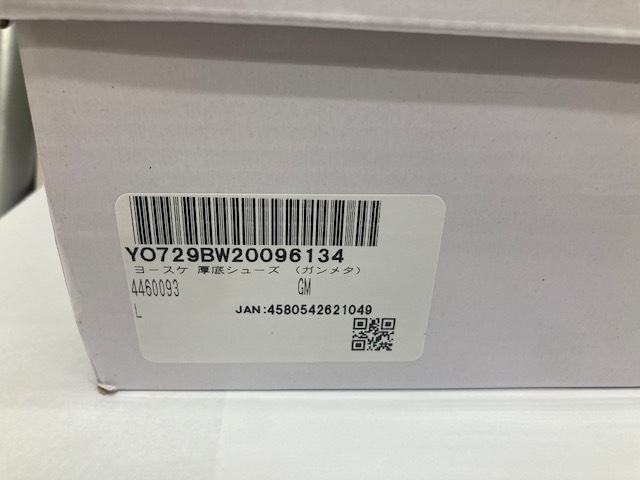 YO729BW20096134
ヨースケ 厚底シューズ （ガンメタ）
4460093 GM
L JAN:4580542621049